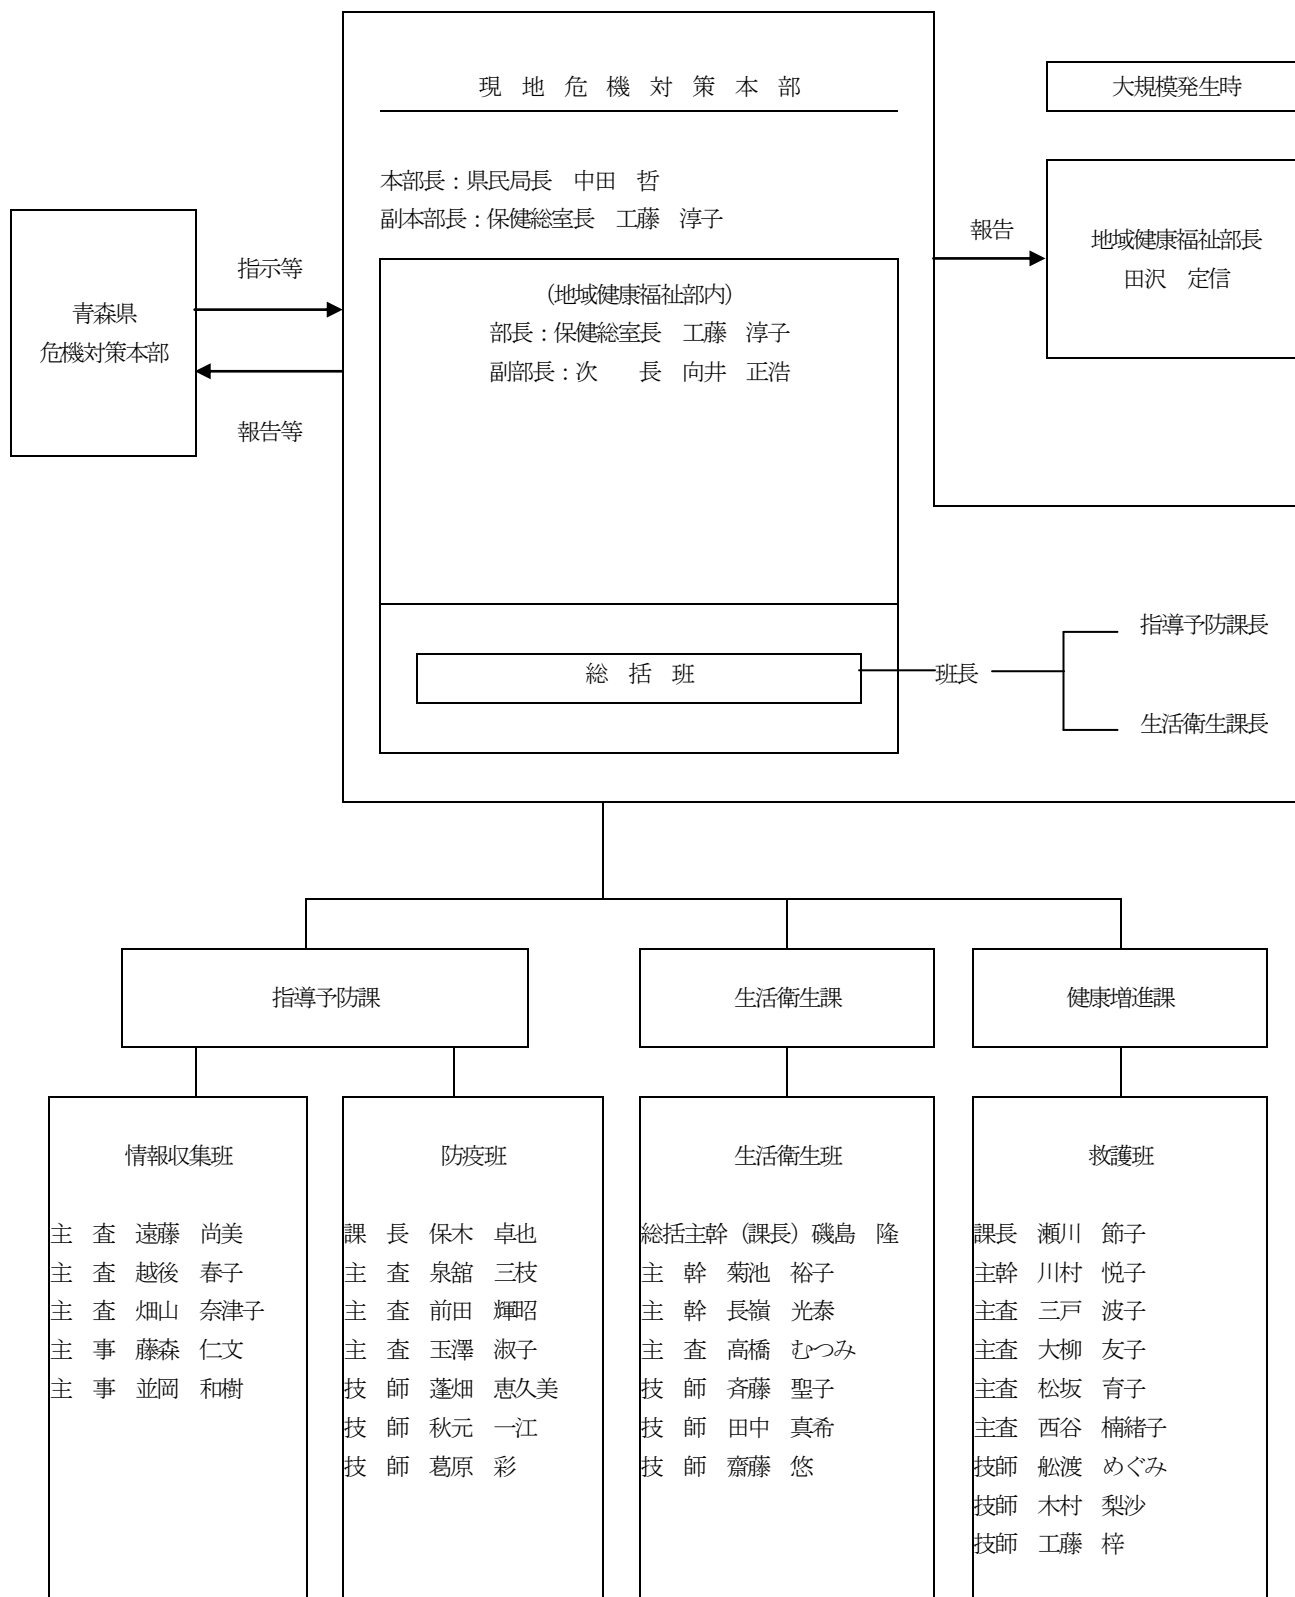 現　地　危　機　対　策　本　部
大規模発生時
本部長：県民局長　中田　哲
副本部長：保健総室長　工藤　淳子
報告
地域健康福祉部長
田沢　定信
指示等
青森県
危機対策本部
報告等
（地域健康福祉部内）
部長：保健総室長　工藤　淳子
副部長：次　　長　向井　正浩
総　括　班
班長
指導予防課長
生活衛生課長
指導予防課
生活衛生課
健康増進課
情報収集班
主　査　遠藤　尚美
主　査　越後　春子
主　査　畑山　奈津子
主　事　藤森　仁文
主　事　並岡　和樹
防疫班
課　長　保木　卓也
主　査　泉舘　三枝
主　査　前田　輝昭
主　査　玉澤　淑子
技　師　蓬畑　恵久美
技　師　秋元　一江
技　師　葛原　彩
生活衛生班
総括主幹（課長）磯島　隆
主　幹　菊池　裕子
主　幹　長嶺　光泰
主　査　高橋　むつみ
技　師　斉藤　聖子
技　師　田中　真希
技　師　齋藤　悠
救護班
課長　瀬川　節子
主幹　川村　悦子
主査　三戸　波子
主査　大柳　友子
主査　松坂　育子
主査　西谷　楠緒子
技師　舩渡　めぐみ
技師　木村　梨沙
技師　工藤　梓